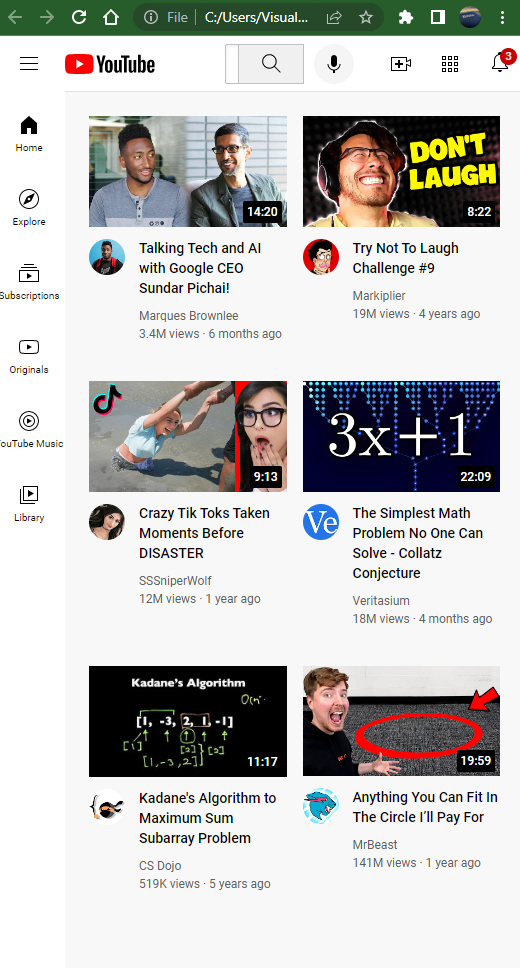 File C:/Users/Visual...
YouTube
3
Home
Explore
Subscriptions
Originals
YouTube Music
Library
14:20
Talking Tech and AI
with Google CEO
Sundar Pichai!
Marques Brownlee
3.4M views · 6 months ago
DON'T
LAUGH
8:22
Try Not To Laugh
Challenge #9
Markiplier
19M views · 4 years ago
9:13
Crazy Tik Toks Taken
Moments Before
DISASTER
SSSniperWolf
12M views · 1 year ago
3x+1
22:09
Ve
The Simplest Math
Problem No One Can
Solve - Collatz
Conjecture
Veritasium
18M views · 4 months ago
Kadane's Algorithm
[1, -3, 2, 1, -1]
[1]
[2]
[2]
[1,-3,2]
11:17
Kadane's Algorithm to
Maximum Sum
Subarray Problem
CS Dojo
519K views · 5 years ago
19:59
Anything You Can Fit In
The Circle I'll Pay For
MrBeast
141M views · 1 year ago